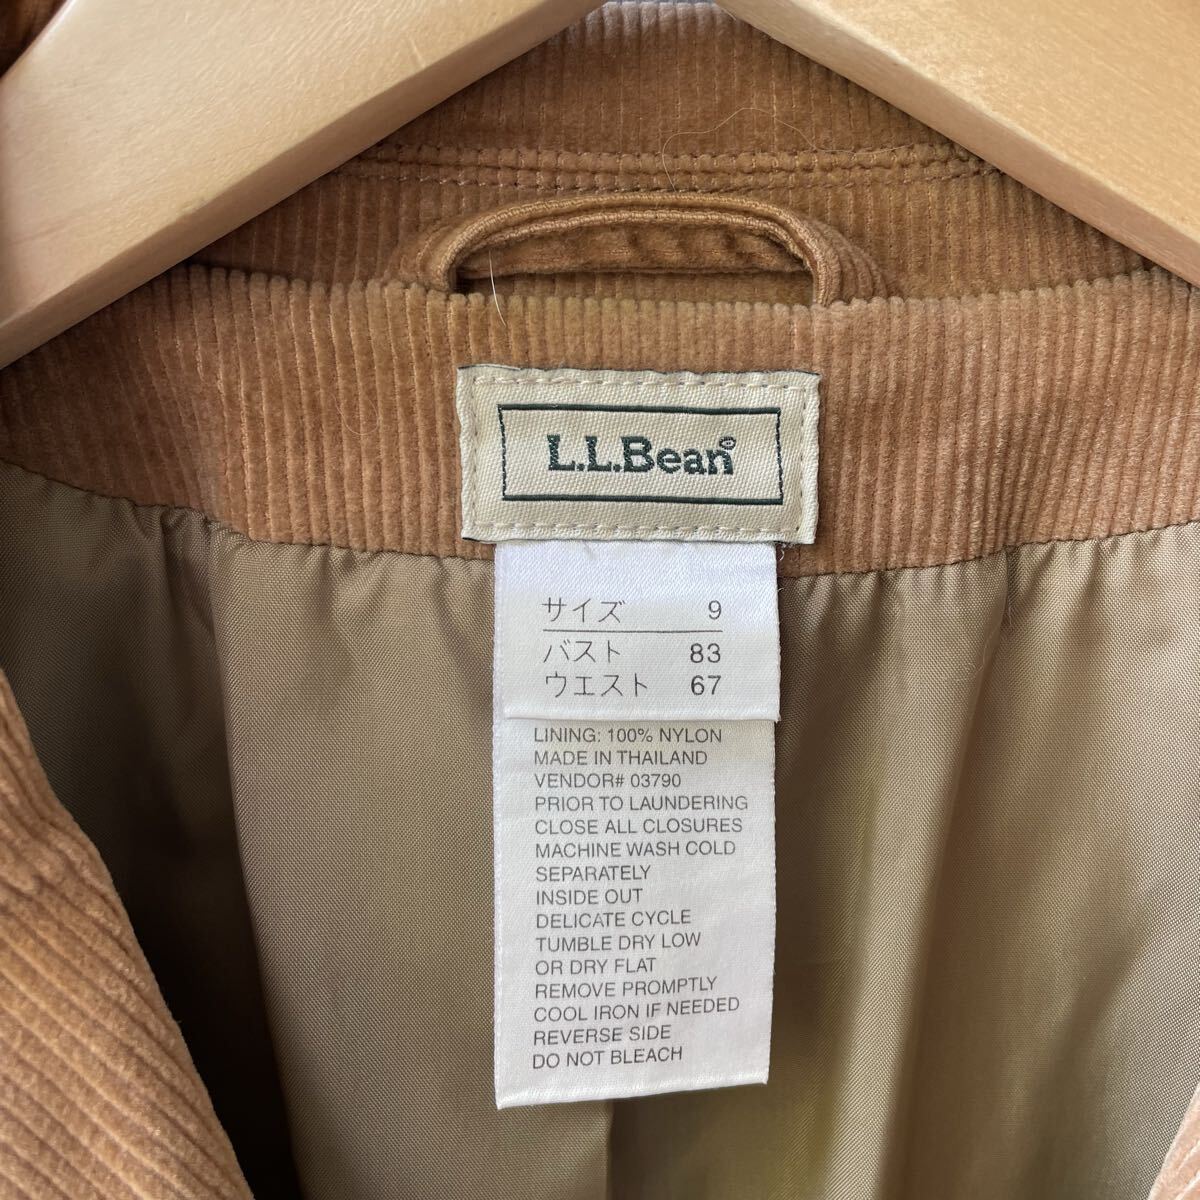 L.L.Bean®
サイズ 9
バスト 83
ウエスト 67
LINING: 100% NYLON
MADE IN THAILAND
VENDOR# 03790
PRIOR TO LAUNDERING
CLOSE ALL CLOSURES
MACHINE WASH COLD
SEPARATELY
INSIDE OUT
DELICATE CYCLE
TUMBLE DRY LOW
OR DRY FLAT
REMOVE PROMPTLY
COOL IRON IF NEEDED
REVERSE SIDE
DO NOT BLEACH